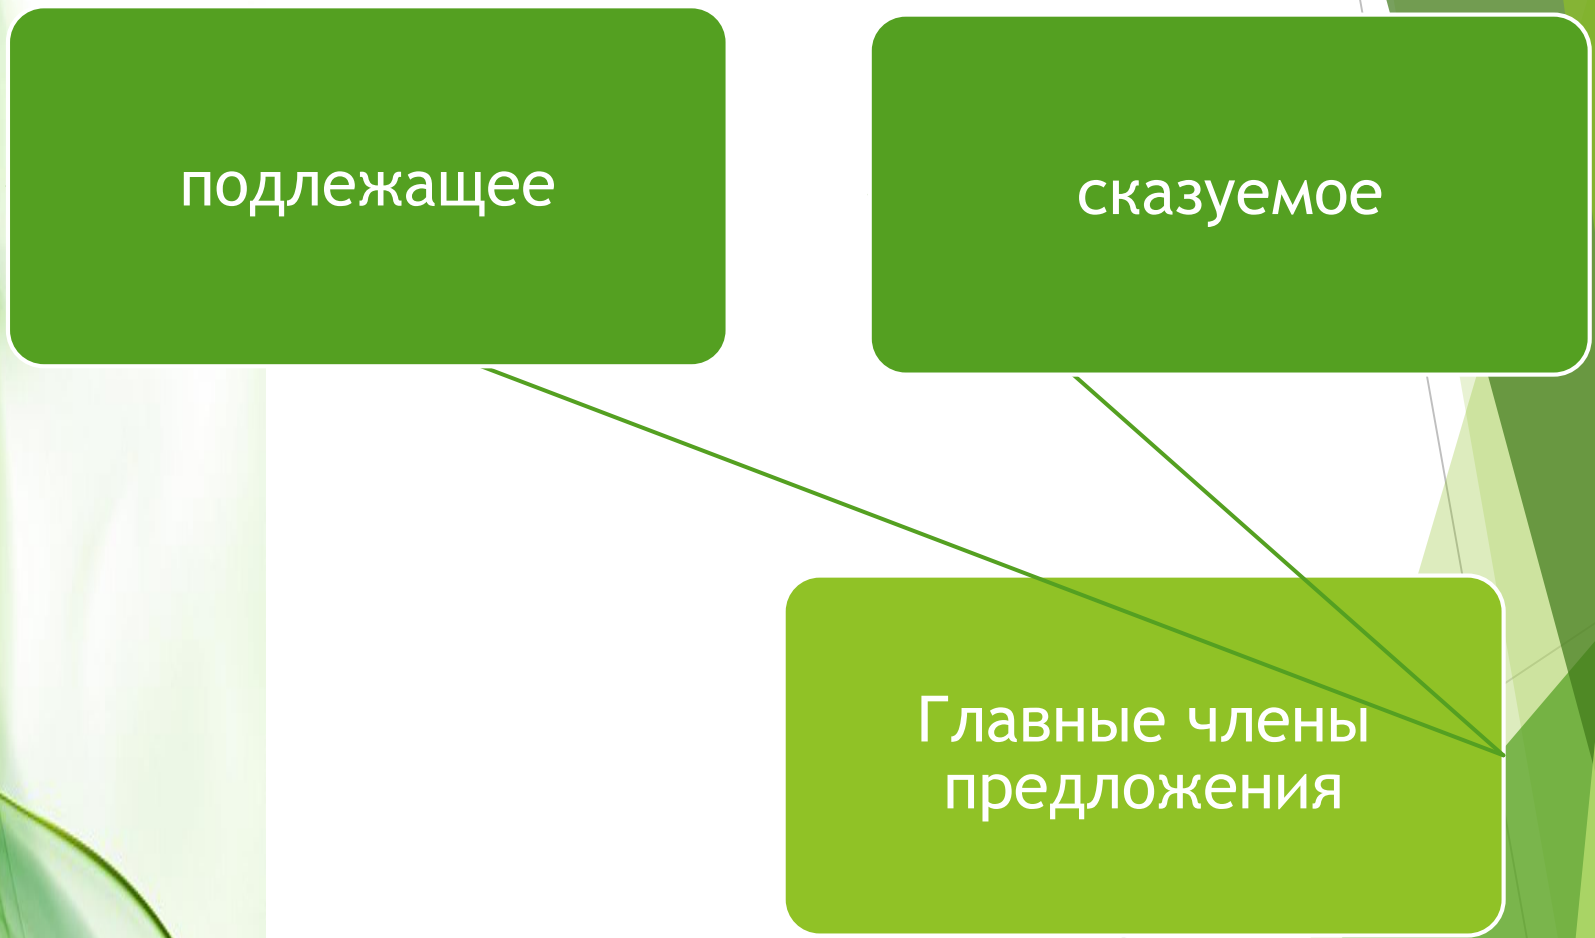 подлежащее
сказуемое
Главные члены
предложения